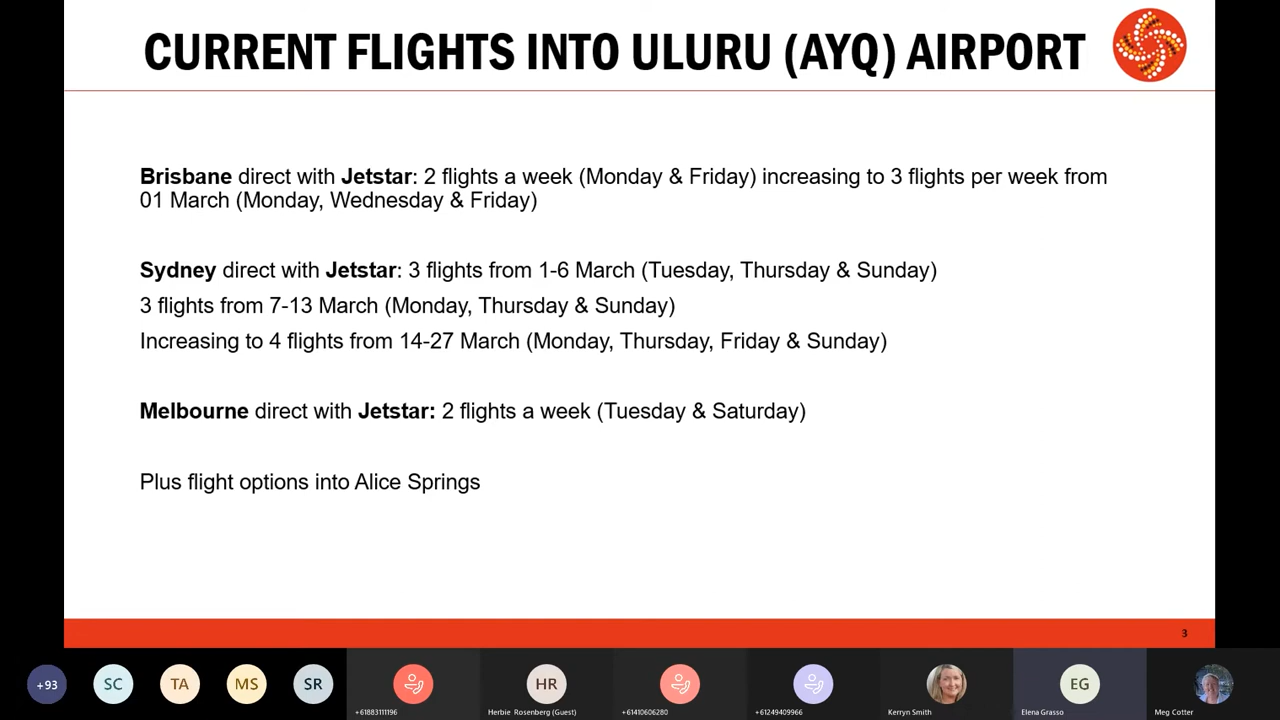 CURRENT FLIGHTS INTO ULURU (AYQ) AIRPORT
Brisbane direct with Jetstar: 2 flights a week (Monday & Friday) increasing to 3 flights per week from
01 March (Monday, Wednesday & Friday)
Sydney direct with Jetstar: 3 flights from 1-6 March (Tuesday, Thursday & Sunday)
3 flights from 7-13 March (Monday, Thursday & Sunday)
Increasing to 4 flights from 14-27 March (Monday, Thursday, Friday & Sunday)
Melbourne direct with Jetstar: 2 flights a week (Tuesday & Saturday)
Plus flight options into Alice Springs
3
+93 SC TA MS SR HR EG
+61883111196 Herbie Rosenberg (Guest) +61410606280 +61249409966 Kerryn Smith Elena Grasso Meg Cotter